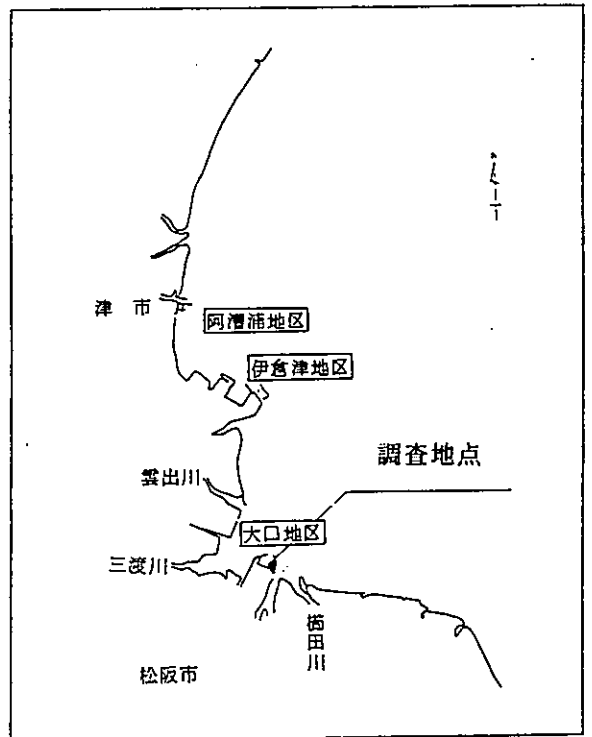 津市
阿漕浦地区
伊倉津地区
調査地点
雲出川
大口地区
三渡川
櫛田川
松阪市